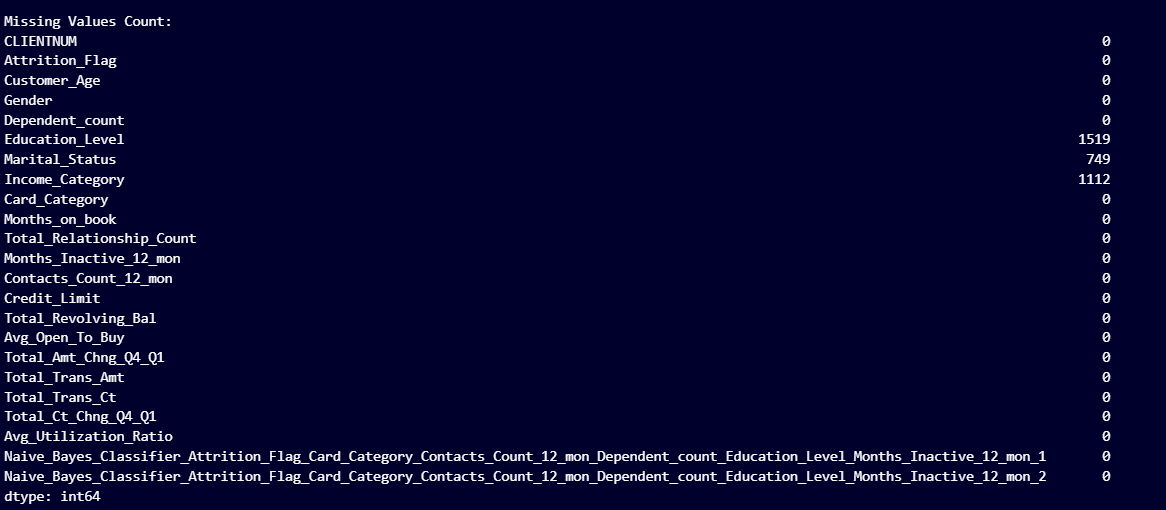 Missing Values Count:
CLIENTNUM 0
Attrition_Flag 0
Customer_Age 0
Gender 0
Dependent_count 0
Education_Level 1519
Marital_Status 749
Income_Category 1112
Card_Category 0
Months_on_book 0
Total_Relationship_Count 0
Months_Inactive_12_mon 0
Contacts_Count_12_mon 0
Credit_Limit 0
Total_Revolving_Bal 0
Avg_Open_To_Buy 0
Total_Amt_Chng_Q4_Q1 0
Total_Trans_Amt 0
Total_Trans_Ct 0
Total_Ct_Chng_Q4_Q1 0
Avg_Utilization_Ratio 0
Naive_Bayes_Classifier_Attrition_Flag_Card_Category_Contacts_Count_12_mon_Dependent_count_Education_Level_Months_Inactive_12_mon_1 0
Naive_Bayes_Classifier_Attrition_Flag_Card_Category_Contacts_Count_12_mon_Dependent_count_Education_Level_Months_Inactive_12_mon_2 0
dtype: int64